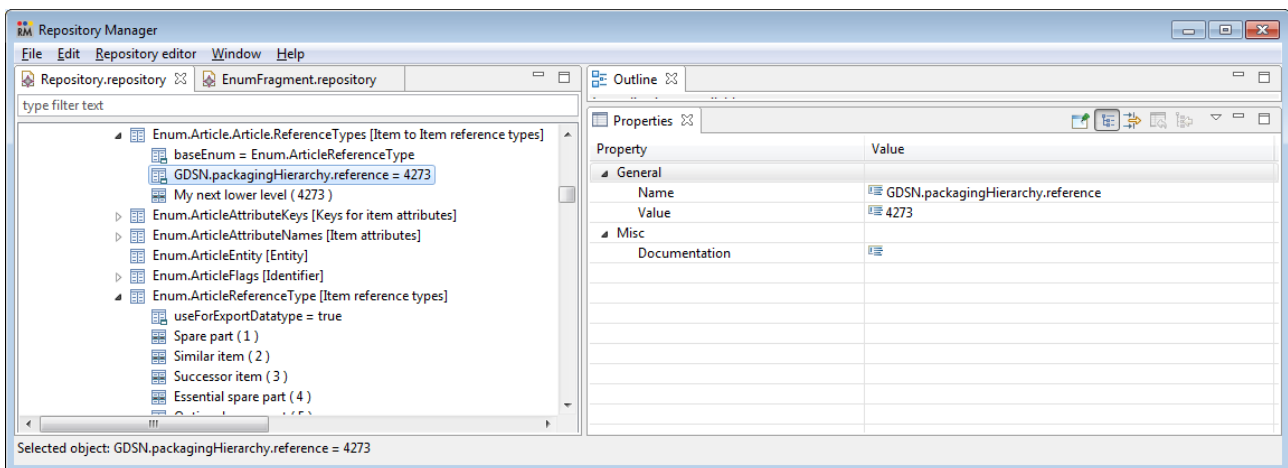 RM Repository Manager
File Edit Repository editor Window Help
Repository.repository EnumFragment.repository
type filter text
Enum.Article.Article.ReferenceTypes [Item to Item reference types]
baseEnum = Enum.ArticleReferenceType
GDSN.packagingHierarchy.reference = 4273
My next lower level ( 4273 )
Enum.ArticleAttributeKeys [Keys for item attributes]
Enum.ArticleAttributeNames [Item attributes]
Enum.ArticleEntity [Entity]
Enum.ArticleFlags [Identifier]
Enum.ArticleReferenceType [Item reference types]
useForExportDatatype = true
Spare part ( 1 )
Similar item ( 2 )
Successor item ( 3 )
Essential spare part ( 4 )
Outline
Properties
Property Value
General
Name GDSN.packagingHierarchy.reference
Value 4273
Misc
Documentation
Selected object: GDSN.packagingHierarchy.reference = 4273